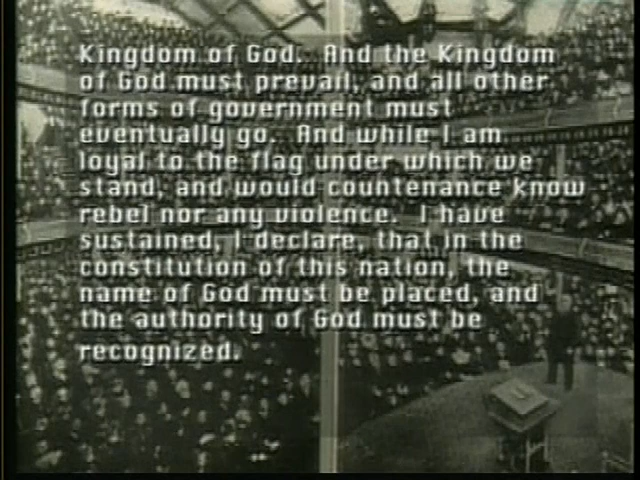 Kingdom of God. And the Kingdom
of God must prevail, and all other
forms of government must
eventually go. And while I am
loyal to the flag under which we
stand, and would countenance know
rebel nor any violence. I have
sustained, I declare, that in the
constitution of this nation, the
name of God must be placed, and
the authority of God must be
recognized.